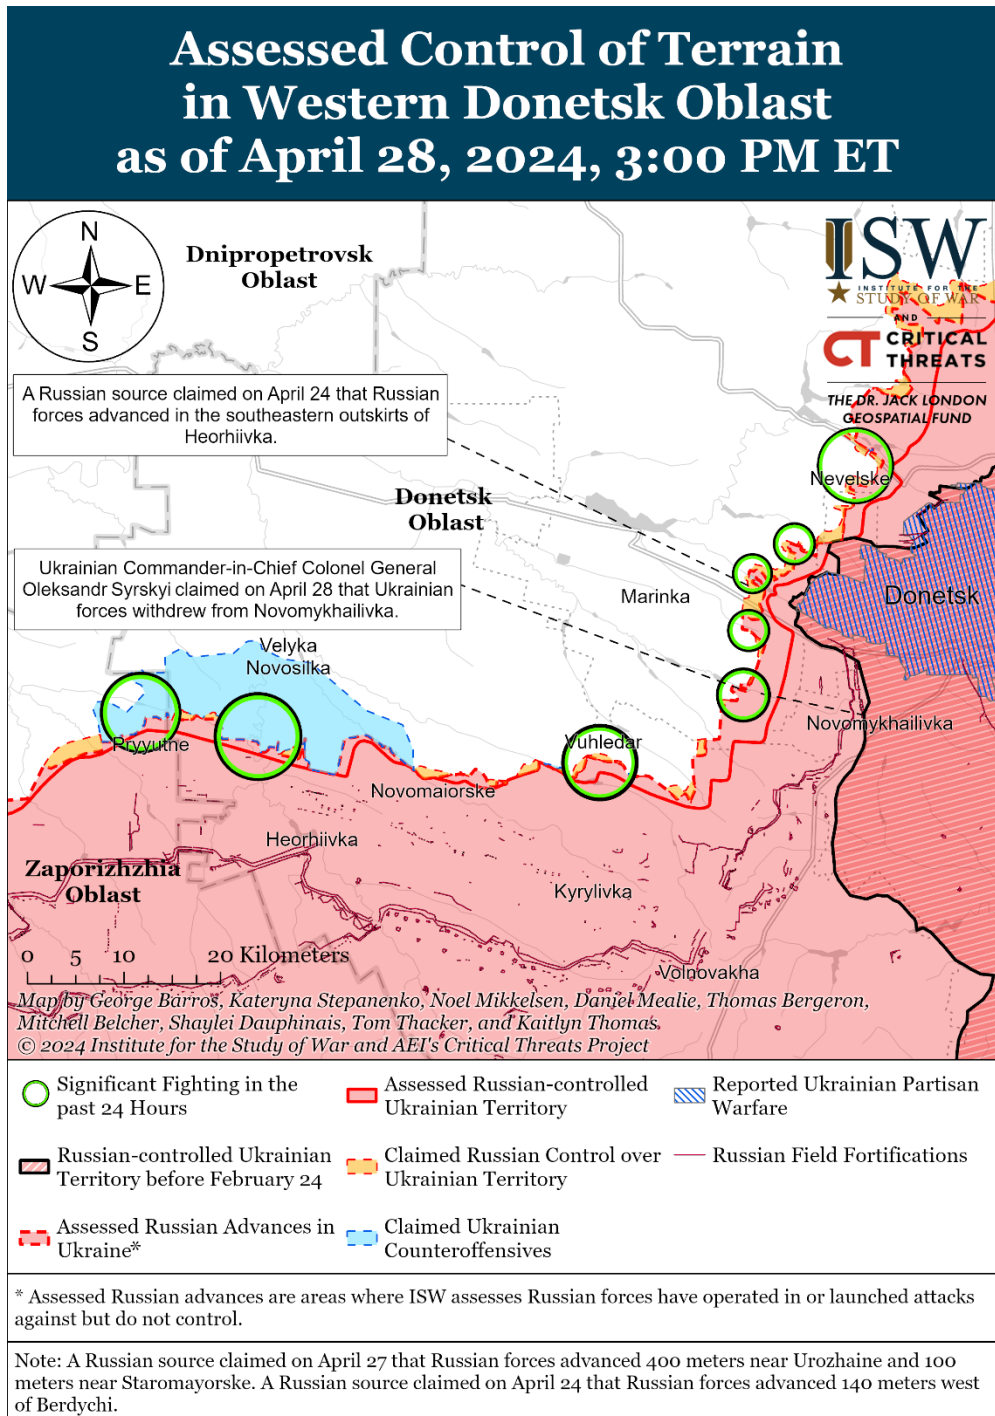 Assessed Control of Terrain
in Western Donetsk Oblast
as of April 28, 2024, 3:00 PM ET
N
W
E
S
Dnipropetrovsk
Oblast
ISW
INSTITUTE FOR THE
STUDY OF WAR
AND
CT CRITICAL
THREATS
THE DR. JACK LONDON
GEOSPATIAL FUND
A Russian source claimed on April 24 that Russian
forces advanced in the southeastern outskirts of
Heorhiivka.
Nevelske
Donetsk
Oblast
Ukrainian Commander-in-Chief Colonel General
Oleksandr Syrskyi claimed on April 28 that Ukrainian
forces withdrew from Novomykhailivka.
Marinka
Donetsk
Velyka
Novosilka
Novomykhailivka
Pryyutne
Vuhledar
Novomaiorske
Heorhiivka
Zaporizhzhia
Oblast
Kyrylivka
Volnovakha
0 5 10 20 Kilometers
Map by George Barros, Kateryna Stepanenko, Noel Mikkelsen, Daniel Mealie, Thomas Bergeron,
Mitchell Belcher, Shaylei Dauphinais, Tom Thacker, and Kaitlyn Thomas
© 2024 Institute for the Study of War and AEI's Critical Threats Project
Significant Fighting in the
past 24 Hours
Assessed Russian-controlled
Ukrainian Territory
Reported Ukrainian Partisan
Warfare
Russian-controlled Ukrainian
Territory before February 24
Claimed Russian Control over
Ukrainian Territory
Russian Field Fortifications
Assessed Russian Advances in
Ukraine*
Claimed Ukrainian
Counteroffensives
* Assessed Russian advances are areas where ISW assesses Russian forces have operated in or launched attacks
against but do not control.
Note: A Russian source claimed on April 27 that Russian forces advanced 400 meters near Urozhaine and 100
meters near Staromayorske. A Russian source claimed on April 24 that Russian forces advanced 140 meters west
of Berdychi.